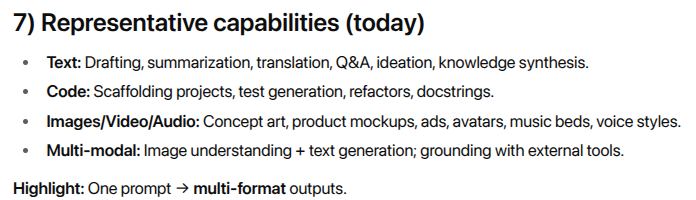 7) Representative capabilities (today)
• Text: Drafting, summarization, translation, Q&A, ideation, knowledge synthesis.
• Code: Scaffolding projects, test generation, refactors, docstrings.
• Images/Video/Audio: Concept art, product mockups, ads, avatars, music beds, voice styles.
• Multi-modal: Image understanding + text generation; grounding with external tools.
Highlight: One prompt → multi-format outputs.